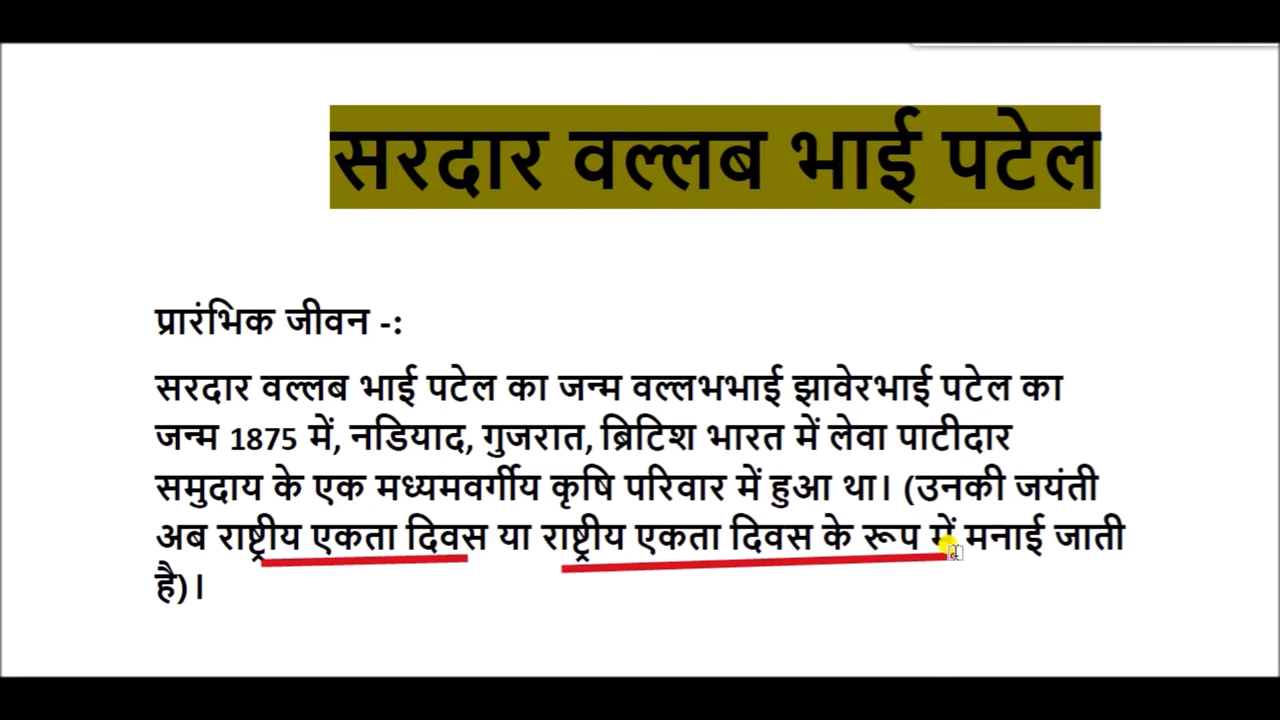 सरदार वल्लब भाई पटेल
प्रारंभिक जीवन -:
सरदार वल्लब भाई पटेल का जन्म वल्लभभाई झावेरभाई पटेल का
जन्म 1875 में, नडियाद, गुजरात, ब्रिटिश भारत में लेवा पाटीदार
समुदाय के एक मध्यमवर्गीय कृषि परिवार में हुआ था। (उनकी जयंती
अब राष्ट्रीय एकता दिवस या राष्ट्रीय एकता दिवस के रूप में मनाई जाती
है)।